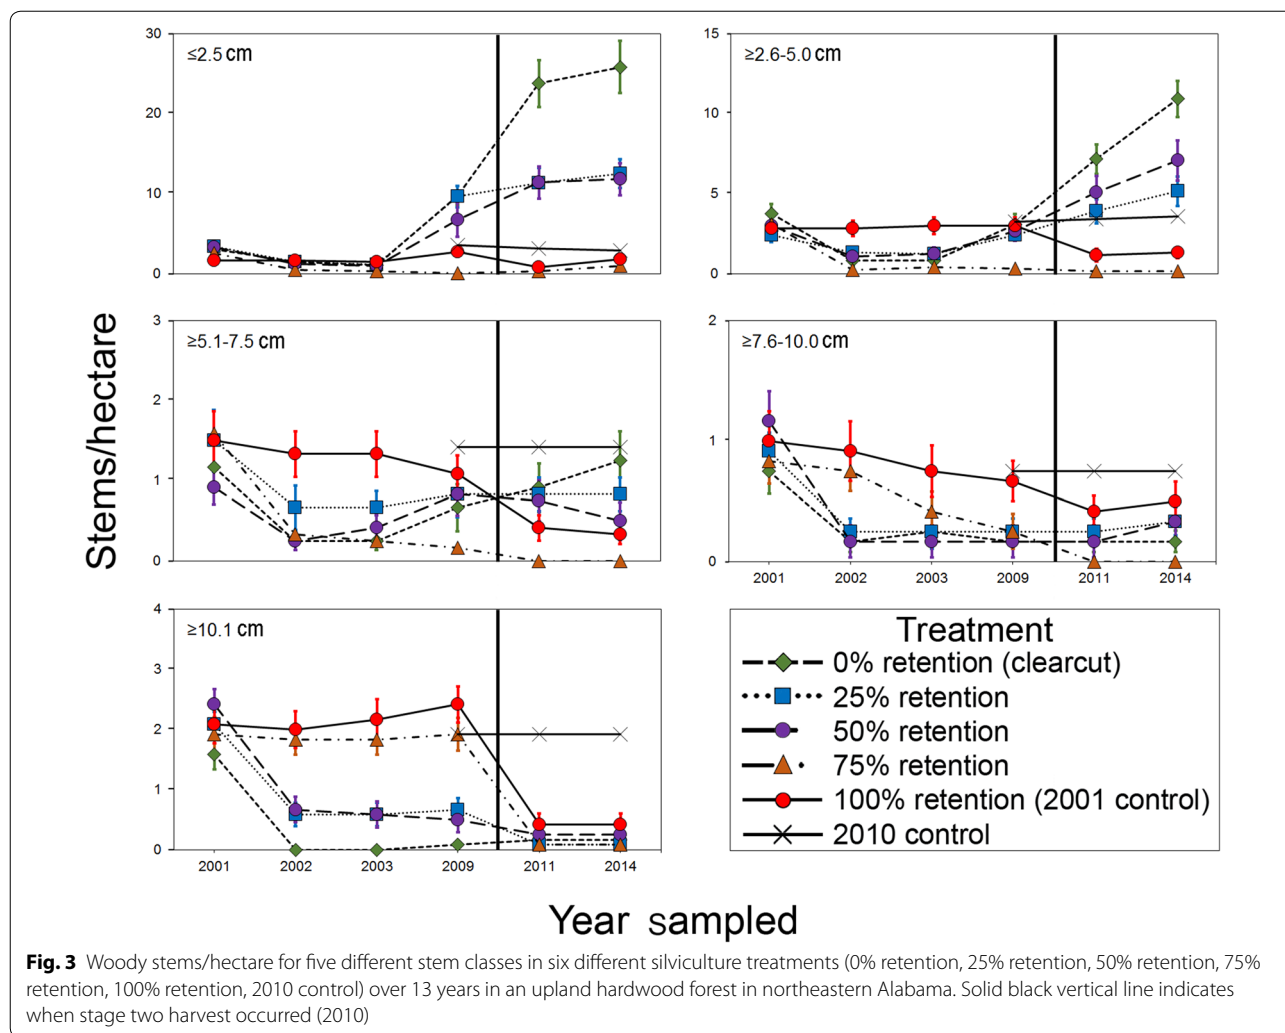 30
20
10
0
≤2.5 cm
15
10
5
0
≥2.6-5.0 cm
3
2
1
0
≥5.1-7.5 cm
2
1
0
≥7.6-10.0 cm
2001 2002 2003 2009 2011 2014
4
3
2
1
0
≥10.1 cm
2001 2002 2003 2009 2011 2014
Stems/hectare
Treatment
0% retention (clearcut)
25% retention
50% retention
75% retention
100% retention (2001 control)
2010 control
Year sampled
Fig. 3 Woody stems/hectare for five different stem classes in six different silviculture treatments (0% retention, 25% retention, 50% retention, 75%
retention, 100% retention, 2010 control) over 13 years in an upland hardwood forest in northeastern Alabama. Solid black vertical line indicates
when stage two harvest occurred (2010)